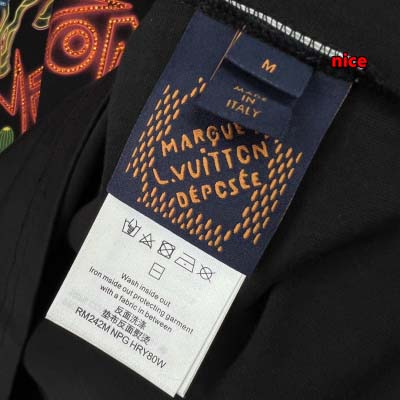 nice
M
MADE
IN
ITALY
MARQUE
L.VUITTON
DÉPOSÉE
Wash inside out
Iron inside out protecting garment
with a fabric in between
反面洗涤
垫布反面熨烫
RM242M NPG HRY80W